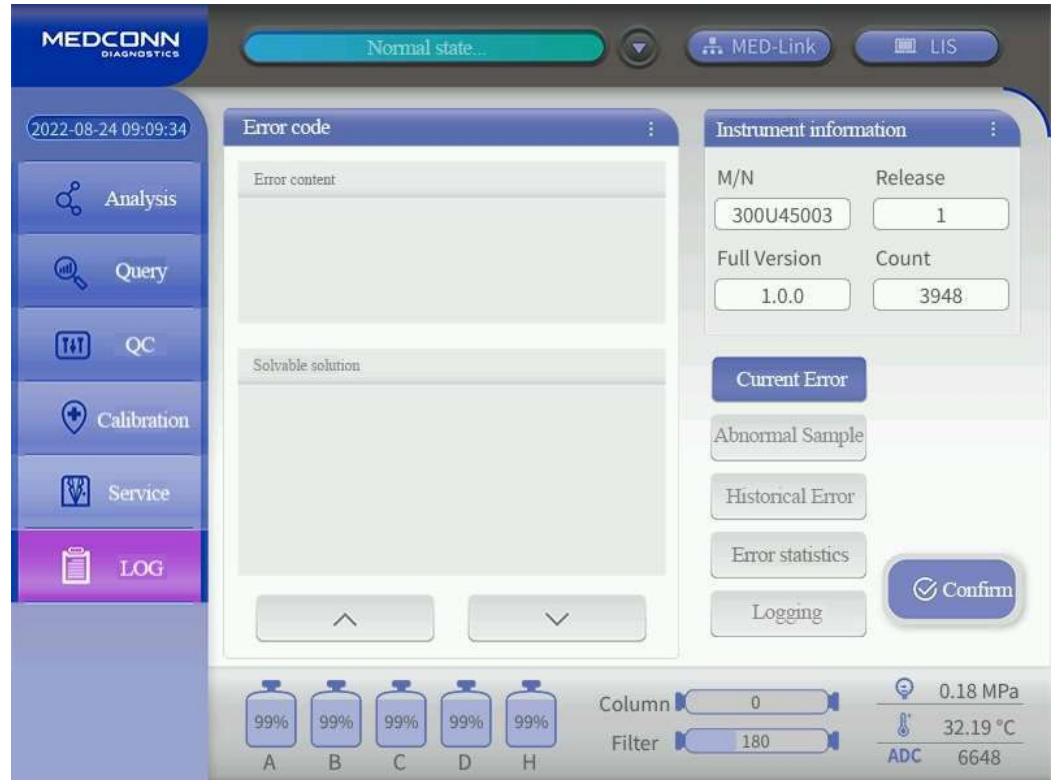 MEDCONN
DIAGNOSTICS
Normal state...
MED-Link
LIS
2022-08-24 09:09:34
Analysis
Query
QC
Calibration
Service
LOG
Error code
Error content
Solvable solution
Instrument information
M/N
Release
300U45003
1
Full Version
Count
1.0.0
3948
Current Error
Abnormal Sample
Historical Error
Error statistics
Logging
Confirm
99%
99%
99%
99%
99%
A
B
C
D
H
Column
0
Filter
180
0.18 MPa
32.19 °C
ADC
6648